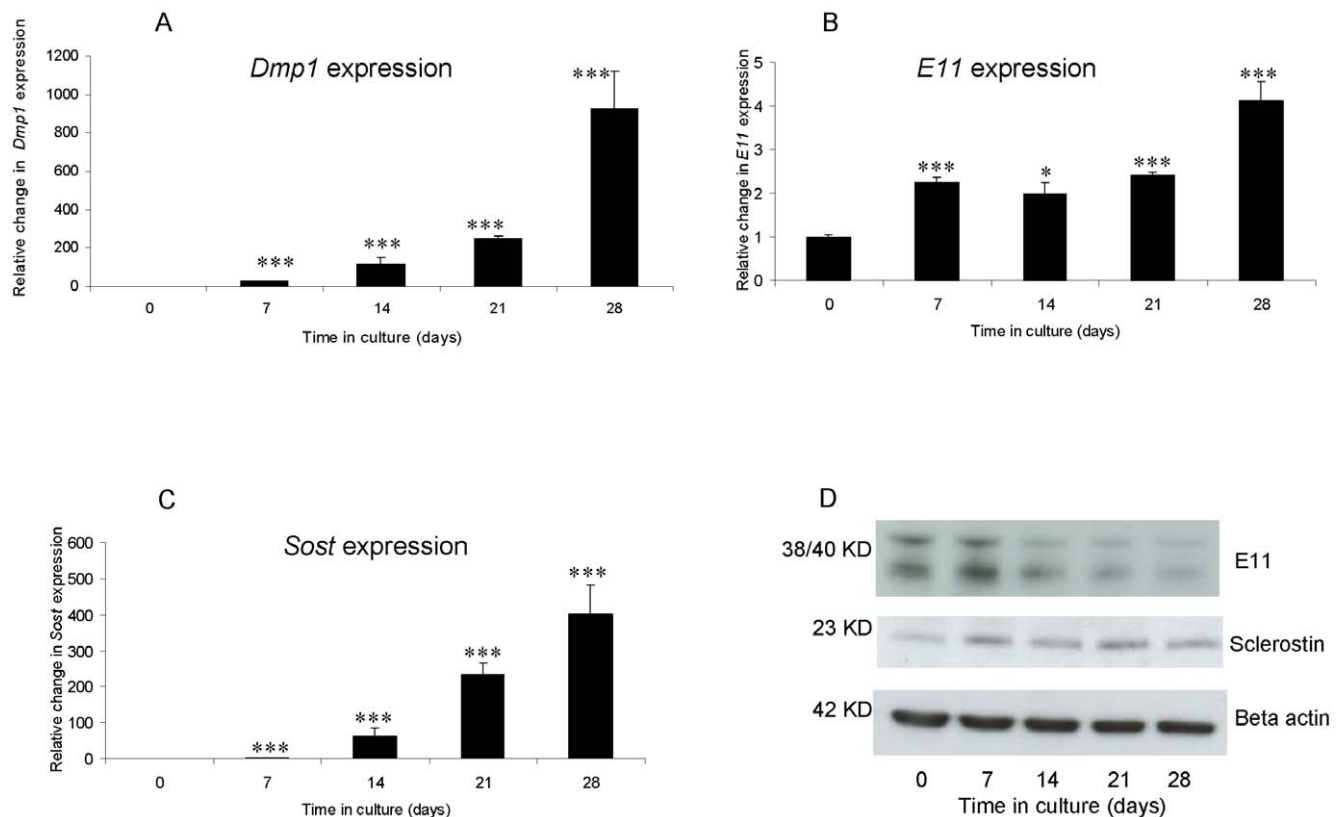 A
Dmp1 expression
Relative change in Dmp1 expression
1200
1000
800
600
400
200
0
***
***
***
***
0 7 14 21 28
Time in culture (days)
B
E11 expression
Relative change in E11 expression
5
4
3
2
1
0
***
*
***
***
0 7 14 21 28
Time in culture (days)
C
Sost expression
Relative change in Sost expression
600
500
400
300
200
100
0
***
***
***
***
0 7 14 21 28
Time in culture (days)
D
38/40 KD
E11
23 KD
Sclerostin
42 KD
Beta actin
0 7 14 21 28
Time in culture (days)